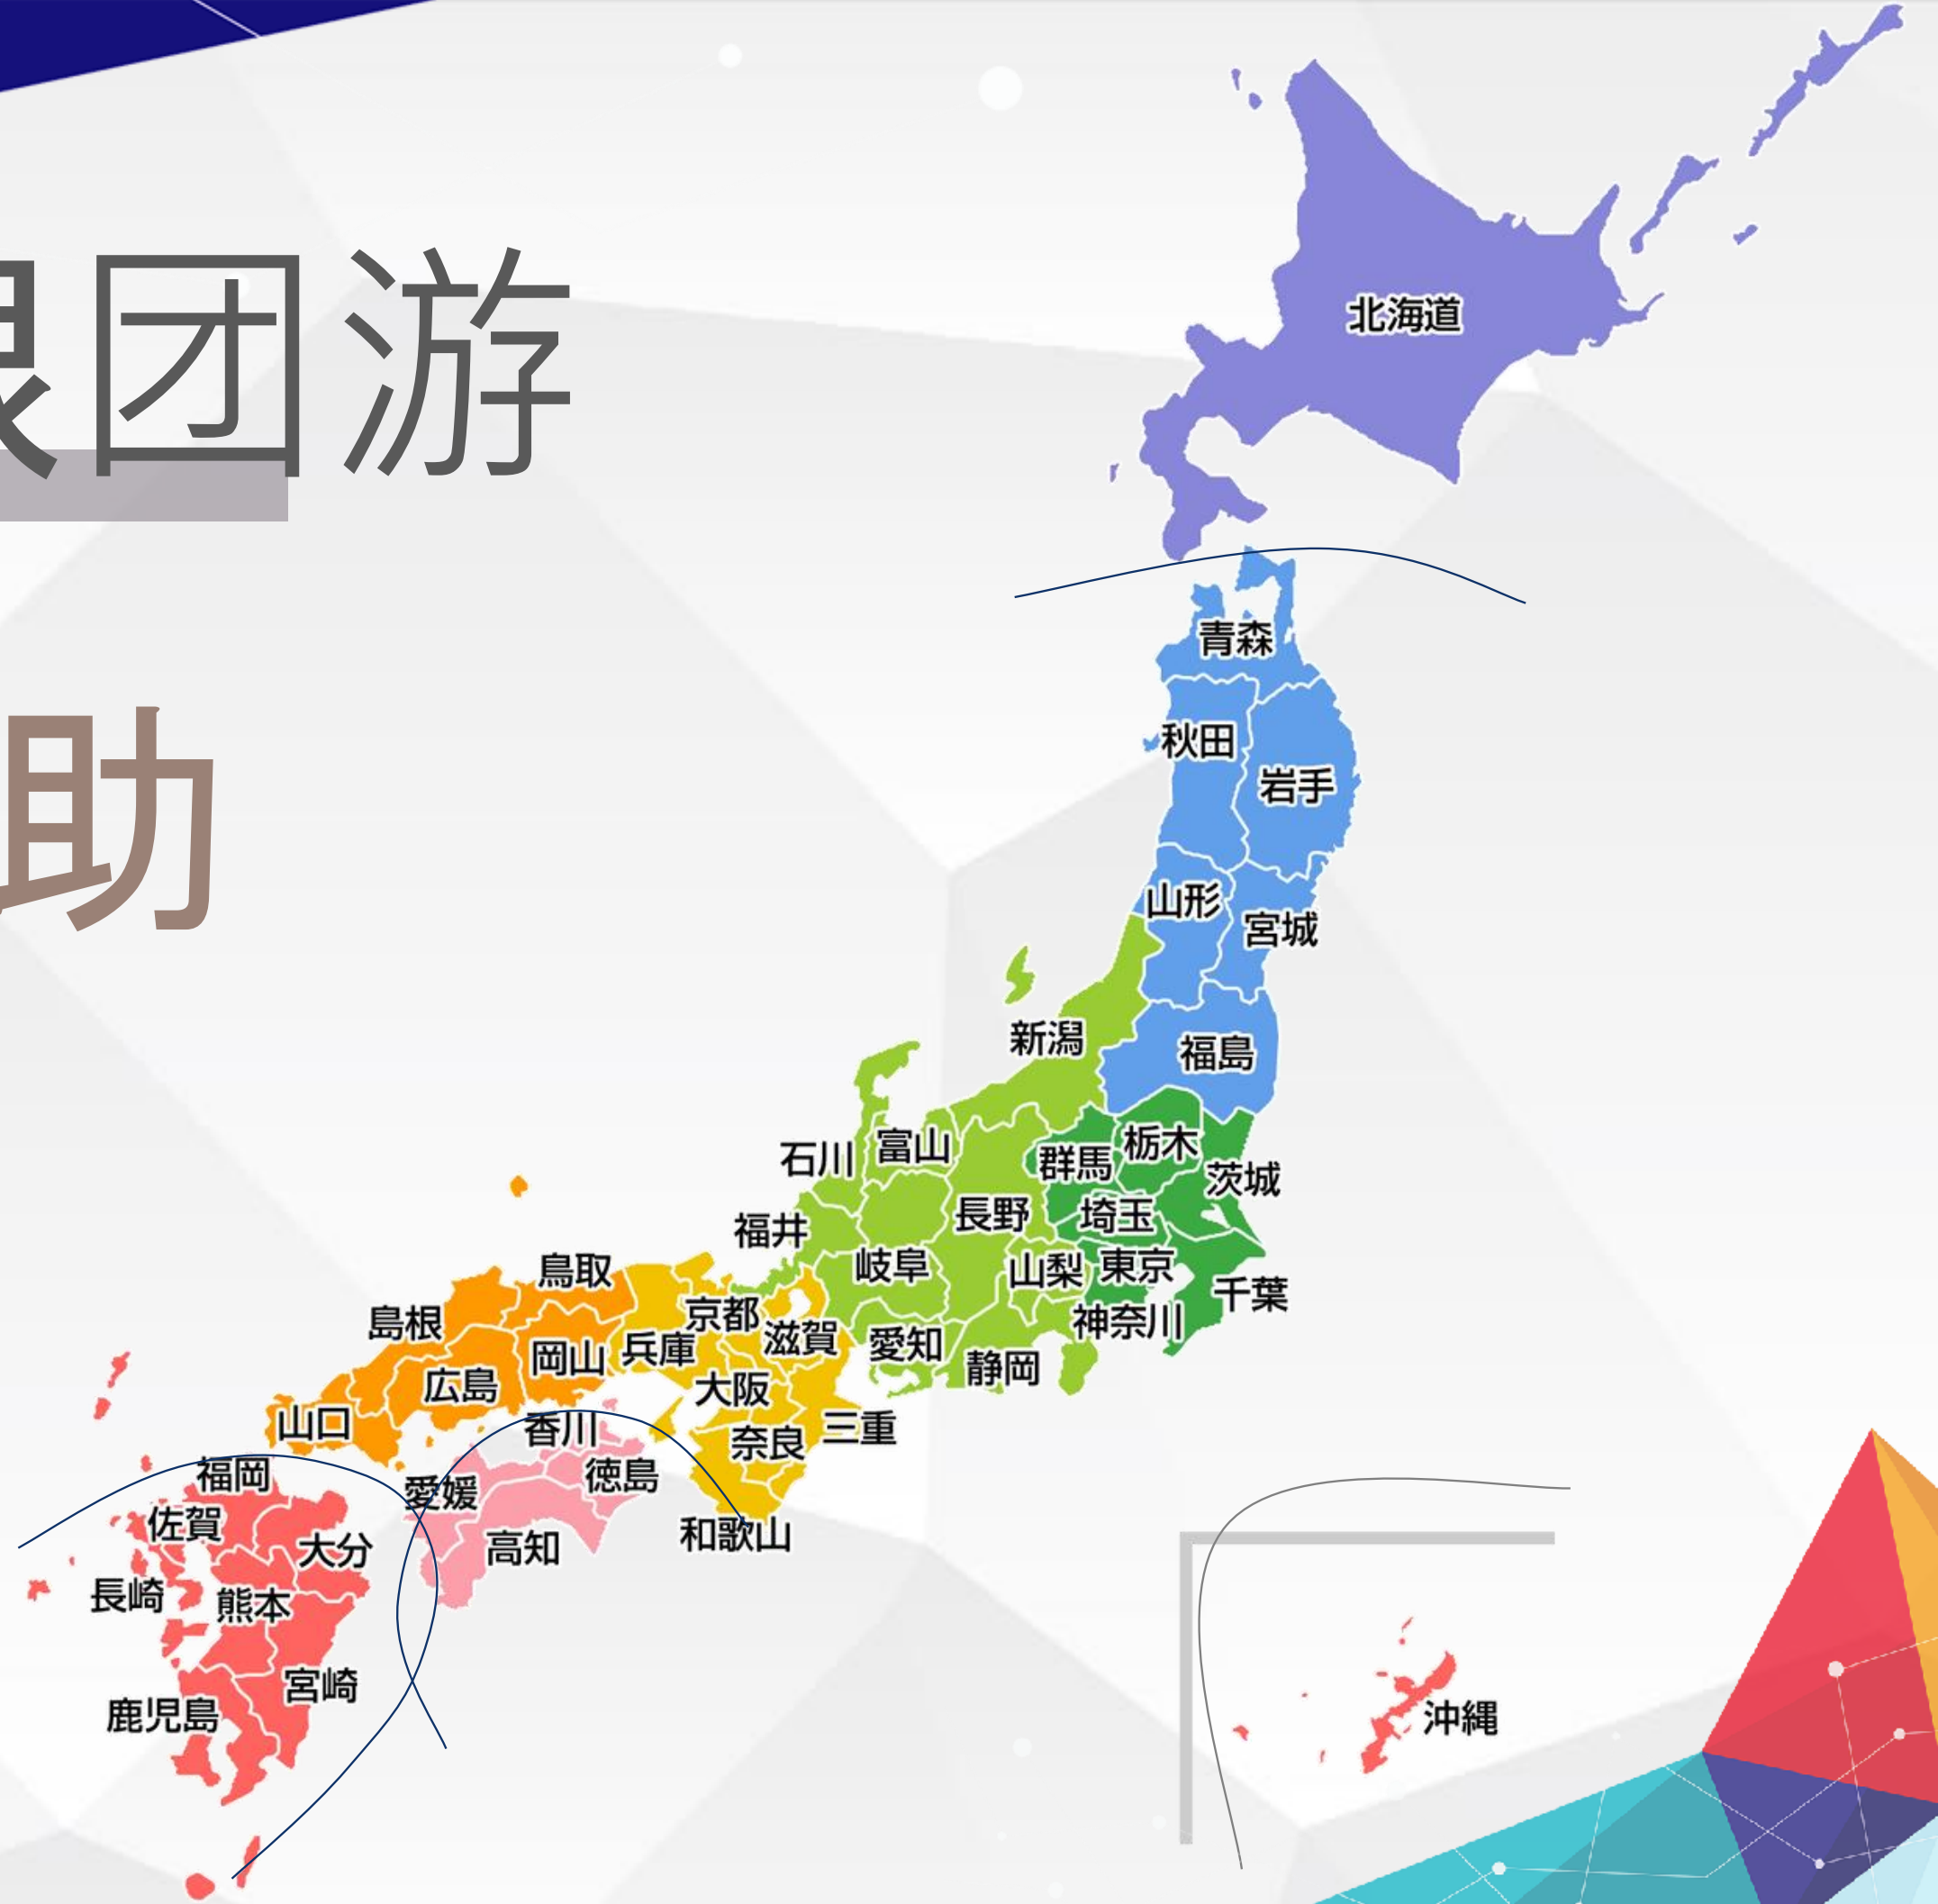 团游
助
北海道
青森
秋田
岩手
山形
宮城
新潟
福島
石川
富山
群馬
栃木
茨城
福井
長野
埼玉
岐阜
山梨
東京
千葉
鳥取
島根
京都
滋賀
神奈川
兵庫
岡山
愛知
静岡
広島
大阪
山口
香川
奈良
三重
福岡
愛媛
徳島
佐賀
大分
高知
和歌山
長崎
熊本
宮崎
鹿児島
沖縄